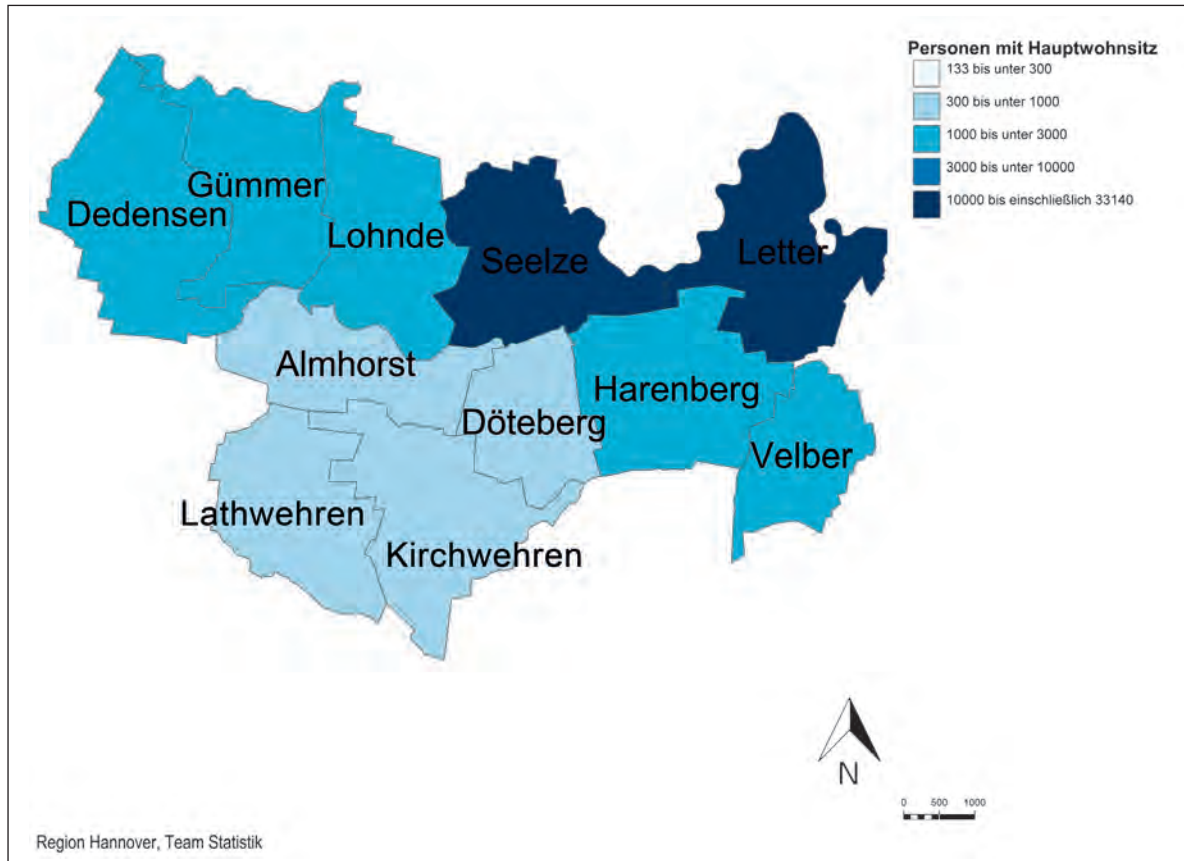 Personen mit Hauptwohnsitz
133 bis unter 300
300 bis unter 1000
1000 bis unter 3000
3000 bis unter 10000
10000 bis einschließlich 33140
Gümmer
Dedensen
Lohnde
Seelze
Letter
Almhorst
Harenberg
Döteberg
Velber
Lathwehren
Kirchwehren
N
0 500 1000
Region Hannover, Team Statistik